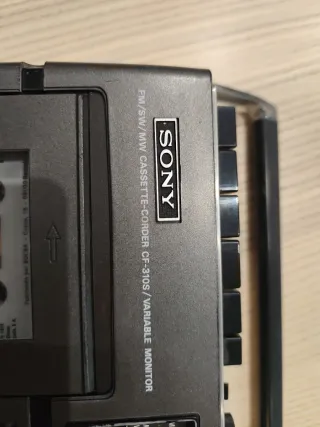 SONY
FM/SW/MW CASSETTE-CORDER CF-310S/VARIABLE MONITOR